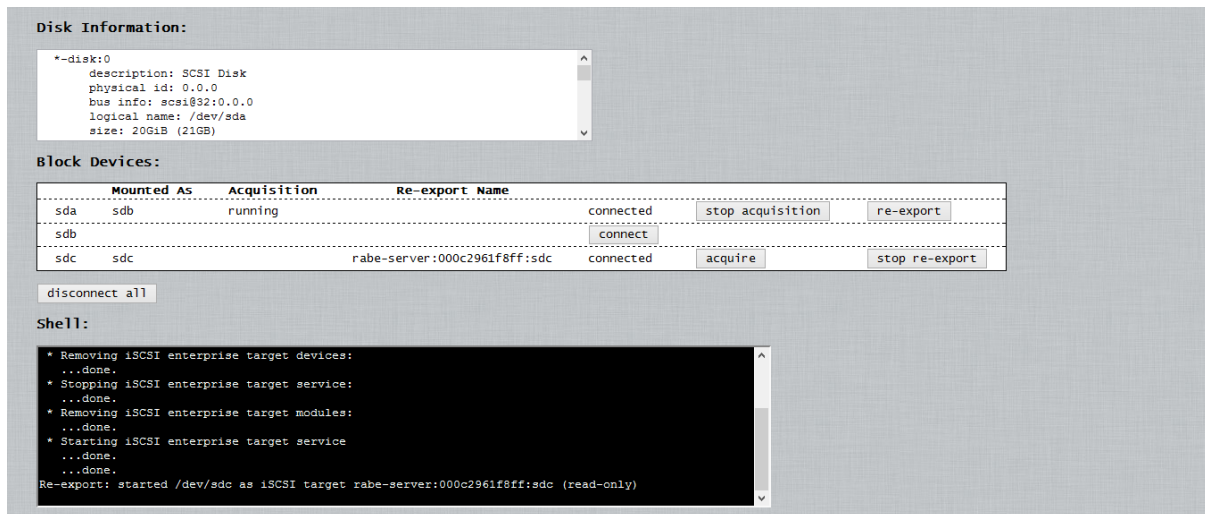 Disk Information:
*-disk:0
description: SCSI Disk
physical id: 0.0.0
bus info: scsi@32:0.0.0
logical name: /dev/sda
size: 20GiB (21GB)
Block Devices:
Mounted As Acquisition Re-export Name
sda sdb running connected stop acquisition re-export
sdb connect
sdc sdc rabe-server:000c2961f8ff:sdc connected acquire stop re-export
disconnect all
Shell:
* Removing iSCSI enterprise target devices:
...done.
* Stopping iSCSI enterprise target service:
...done.
* Removing iSCSI enterprise target modules:
...done.
* Starting iSCSI enterprise target service
...done.
...done.
Re-export: started /dev/sdc as iSCSI target rabe-server:000c2961f8ff:sdc (read-only)